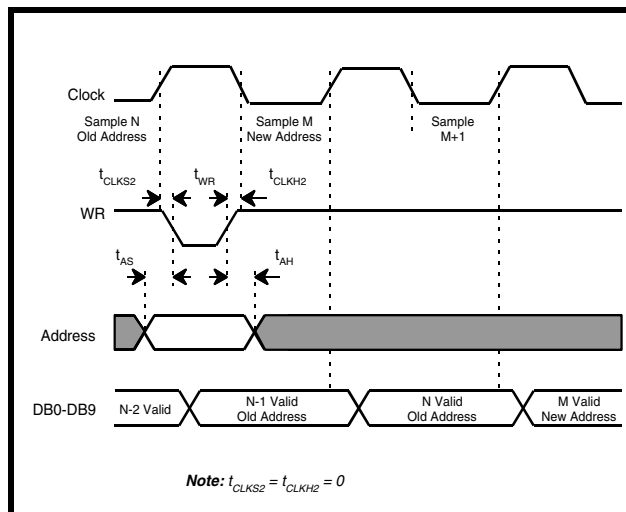 Clock
Sample N
Old Address
Sample M
New Address
Sample
M+1
tCLKS2
tWR
tCLKH2
WR
tAS
tAH
Address
DB0-DB9
N-2 Valid
N-1 Valid
Old Address
N Valid
Old Address
M Valid
New Address
Note: tCLKS2 = tCLKH2 = 0